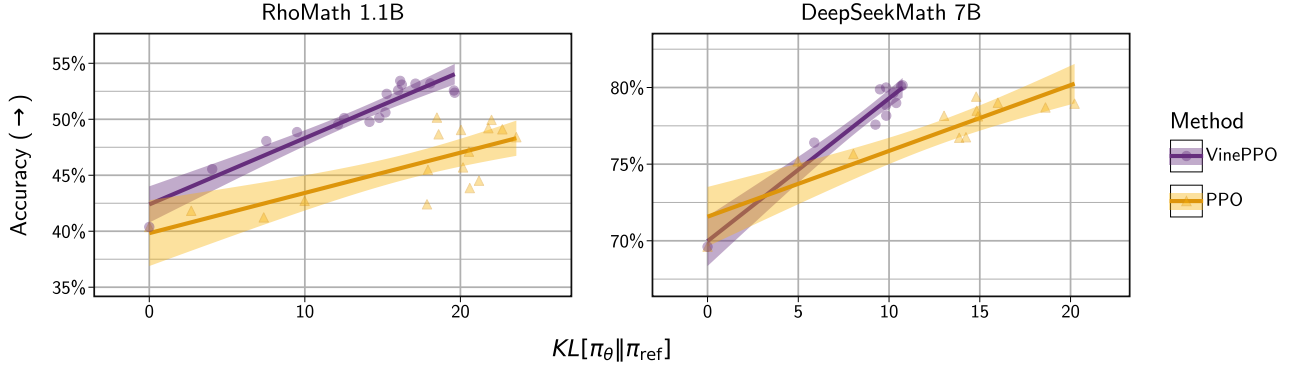 RhoMath 1.1B
DeepSeekMath 7B
Accuracy (→)
55%
50%
45%
40%
35%
0
10
20
80%
75%
70%
0
5
10
15
20
KL[πθ‖πref]
Method
VinePPO
PPO